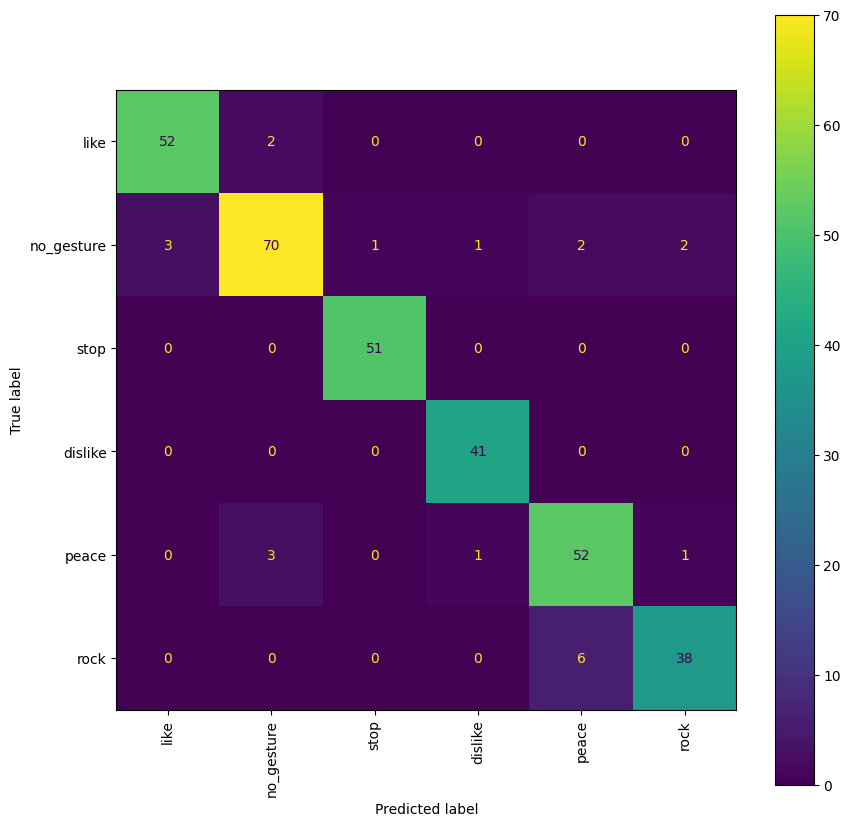 70
like 52 2 0 0 0 0
60
no_gesture 3 70 1 1 2 2
50
stop 0 0 51 0 0 0
40
True label
30
dislike 0 0 0 41 0 0
20
peace 0 3 0 1 52 1
10
rock 0 0 0 0 6 38
0
like no_gesture stop dislike peace rock
Predicted label